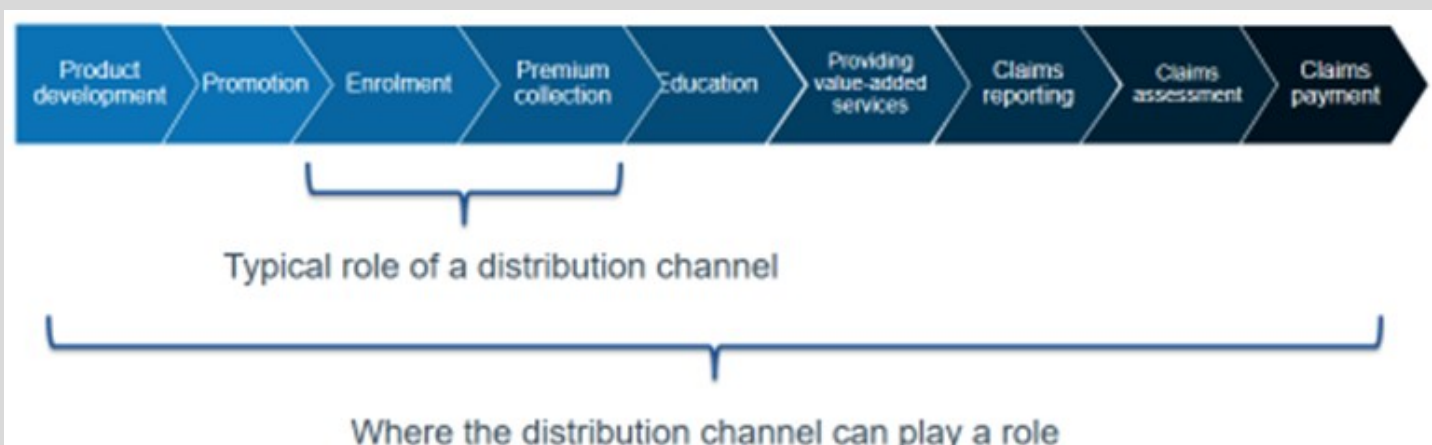 Product
development
Promotion
Enrolment
Premium
collection
Education
Providing
value-added
services
Claims
reporting
Claims
assessment
Claims
payment
Typical role of a distribution channel
Where the distribution channel can play a role